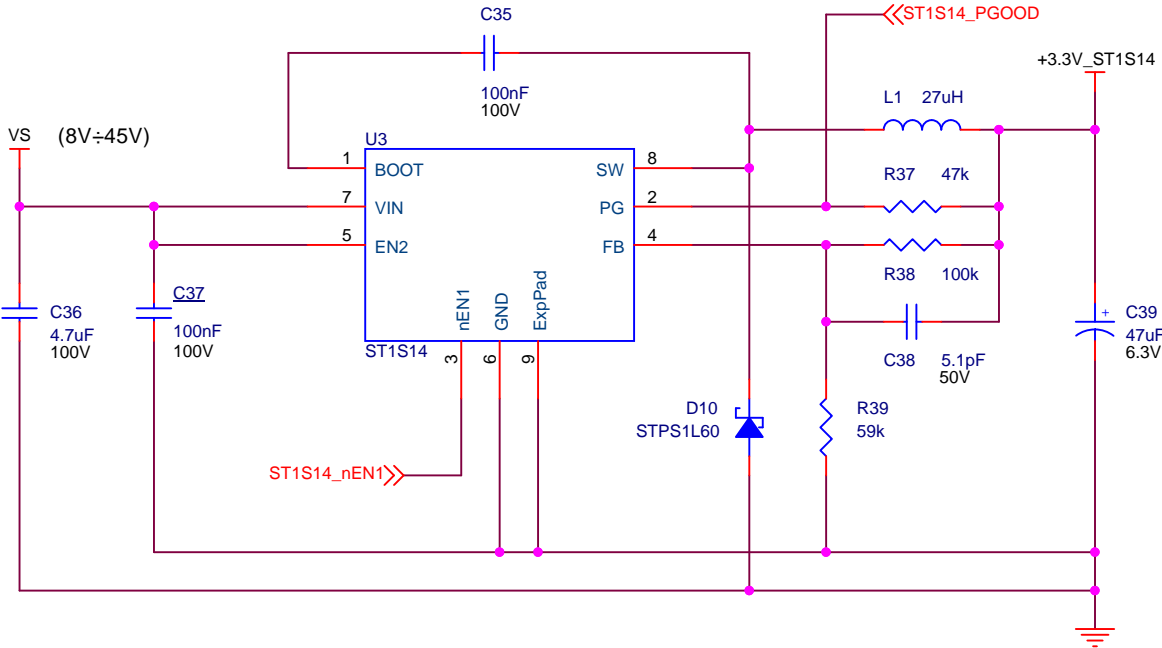 C35
ST1S14_PGOOD
+3.3V_ST1S14
100nF
100V
L1 27uH
VS (8V÷45V)
U3
1
BOOT
SW
8
R37 47k
7
VIN
PG
2
5
EN2
FB
4
R38 100k
nEN1
GND
ExpPad
C37
100nF
100V
C36
4.7uF
100V
+
C39
47uF
6.3V
ST1S14
3
6
9
C38 5.1pF
50V
D10
STPS1L60
R39
59k
ST1S14_nEN1